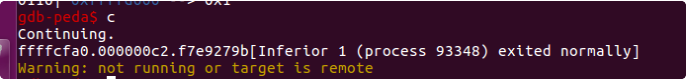 gdb-peda$ c
Continuing.
ffffcfa0.000000c2.f7e9279b[Inferior 1 (process 93348) exited normally]
Warning: not running or target is remote